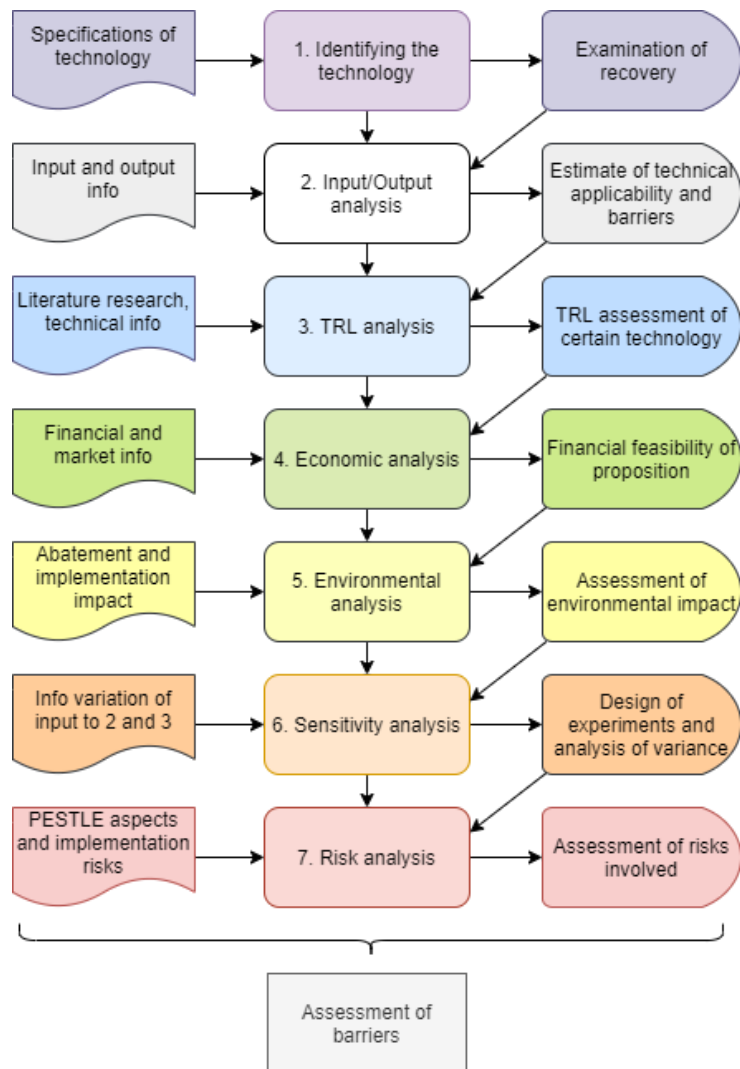 Specifications of
technology
1. Identifying the
technology
Examination of
recovery
Input and output
info
2. Input/Output
analysis
Estimate of technical
applicability and
barriers
Literature research,
technical info
3. TRL analysis
TRL assessment of
certain technology
Financial and
market info
4. Economic analysis
Financial feasibility of
proposition
Abatement and
implementation
impact
5. Environmental
analysis
Assessment of
environmental impact
Info variation of
input to 2 and 3
6. Sensitivity analysis
Design of
experiments and
analysis of variance
PESTLE aspects
and implementation
risks
7. Risk analysis
Assessment of risks
involved
Assessment of
barriers